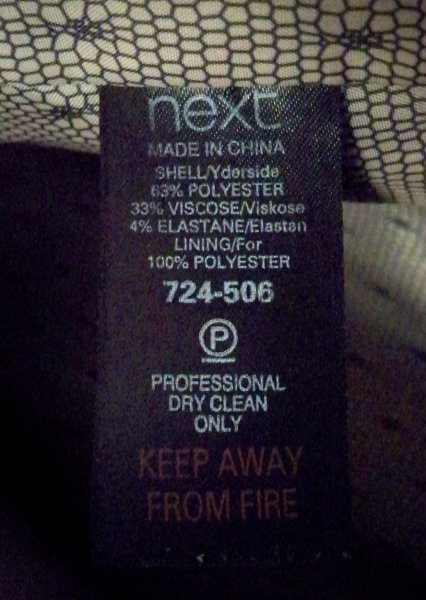 next
MADE IN CHINA
SHELL/Yderside
63% POLYESTER
33% VISCOSE/Viskose
4% ELASTANE/Elastan
LINING/For
100% POLYESTER
724-506
P
PROFESSIONAL
DRY CLEAN
ONLY
KEEP AWAY
FROM FIRE